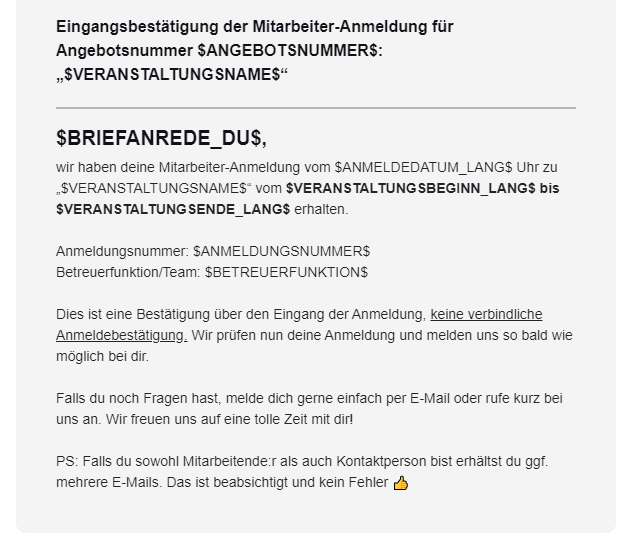 Eingangsbestätigung der Mitarbeiter-Anmeldung für
Angebotsnummer $ANGEBOTSNUMMER$:
„$VERANSTALTUNGSNAME$“
$BRIEFANREDE_DU$,
wir haben deine Mitarbeiter-Anmeldung vom $ANMELDEDATUM_LANG$ Uhr zu
„$VERANSTALTUNGSNAME$“ vom $VERANSTALTUNGSBEGINN_LANG$ bis
$VERANSTALTUNGSENDE_LANG$ erhalten.
Anmeldungsnummer: $ANMELDUNGSNUMMER$
Betreuerfunktion/Team: $BETREUERFUNKTION$
Dies ist eine Bestätigung über den Eingang der Anmeldung, keine verbindliche
Anmeldebestätigung. Wir prüfen nun deine Anmeldung und melden uns so bald wie
möglich bei dir.
Falls du noch Fragen hast, melde dich gerne einfach per E-Mail oder rufe kurz bei
uns an. Wir freuen uns auf eine tolle Zeit mit dir!
PS: Falls du sowohl Mitarbeitende:r als auch Kontaktperson bist erhältst du ggf.
mehrere E-Mails. Das ist beabsichtigt und kein Fehler 👍